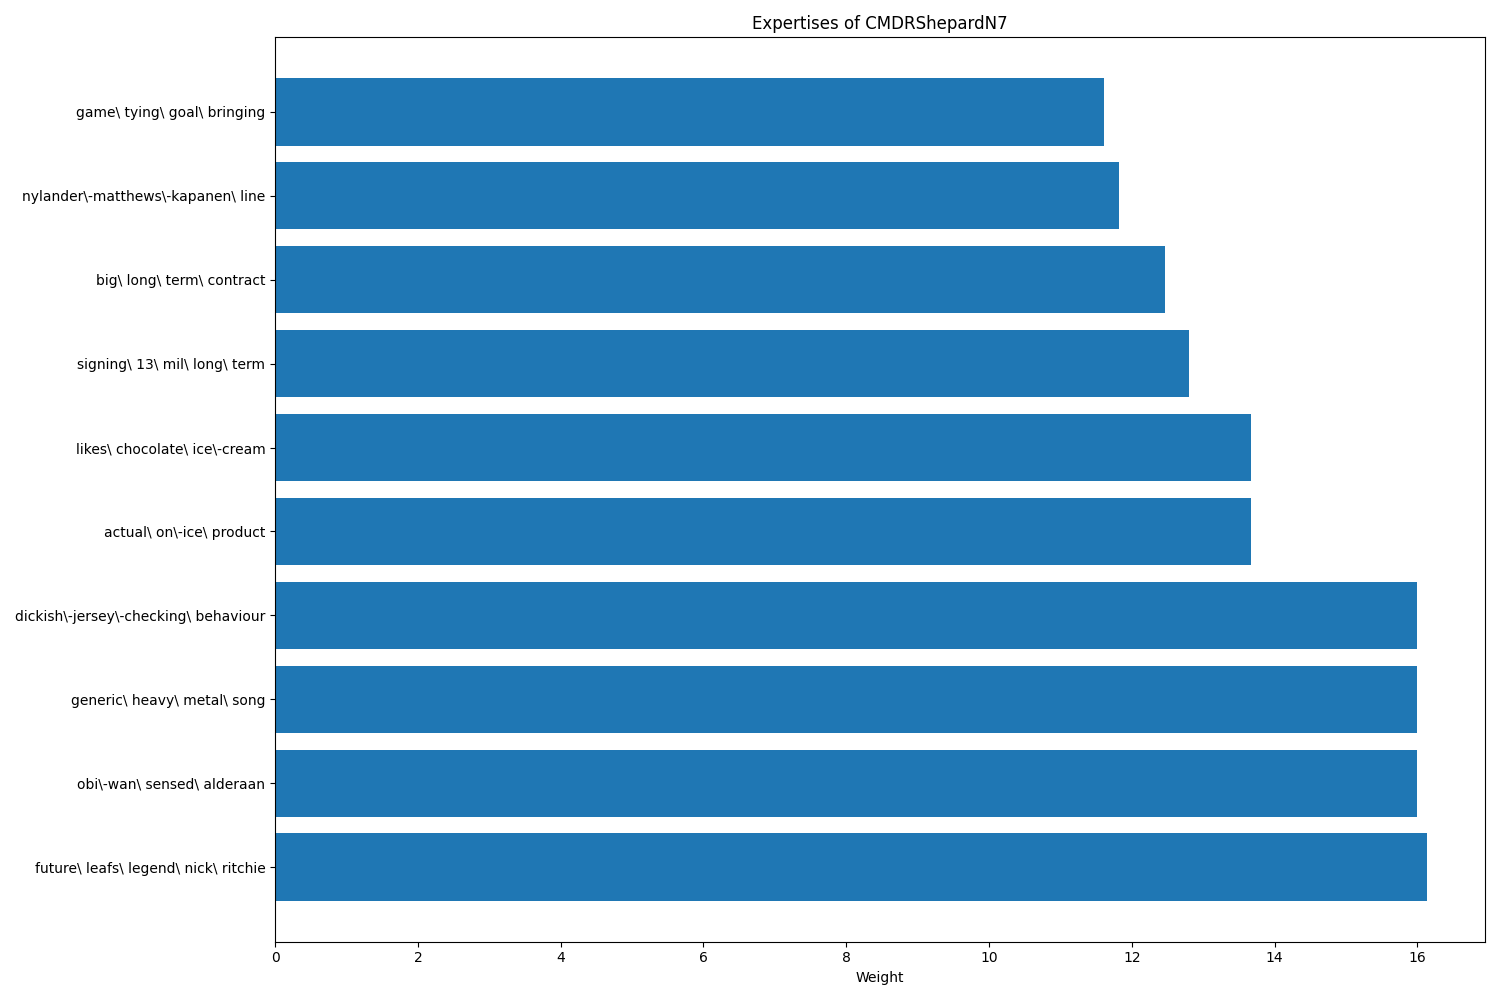 Expertises of CMDRShepardN7
game\ tying\ goal\ bringing
nylander\-matthews\-kapanen\ line
big\ long\ term\ contract
signing\ 13\ mil\ long\ term
likes\ chocolate\ ice\-cream
actual\ on\-ice\ product
dickish\-jersey\-checking\ behaviour
generic\ heavy\ metal\ song
obi\-wan\ sensed\ alderaan
future\ leafs\ legend\ nick\ ritchie
0 2 4 6 8 10 12 14 16
Weight